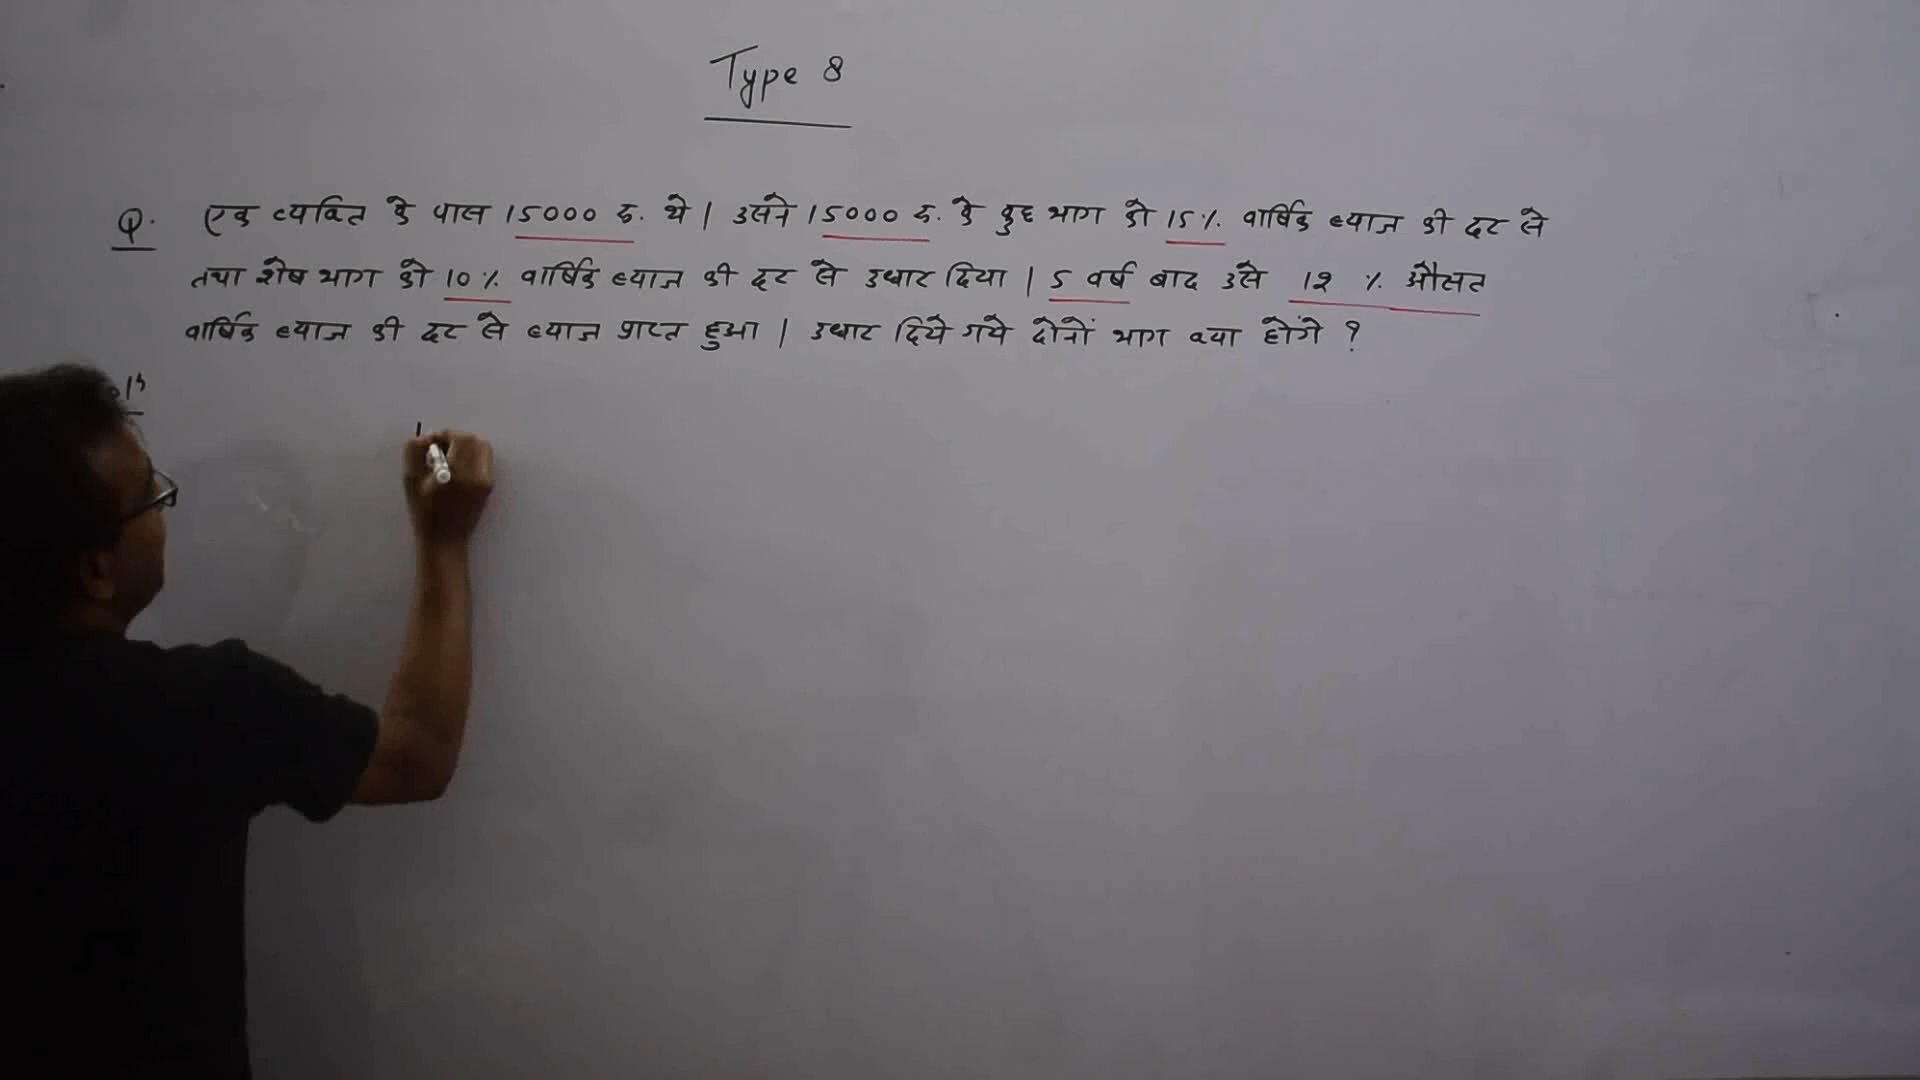 Type 8
Q. एक व्यक्ति के पास 15000 रु. थे | उसने 15000 रु. के कुछ भाग को 15% वार्षिक ब्याज की दर से
तथा शेष भाग को 10% वार्षिक ब्याज की दर से उधार दिया | 5 वर्ष बाद उसे 12 % औसत
वार्षिक ब्याज की दर से ब्याज प्राप्त हुआ | उधार दिये गये दोनों भाग क्या होंगे ?